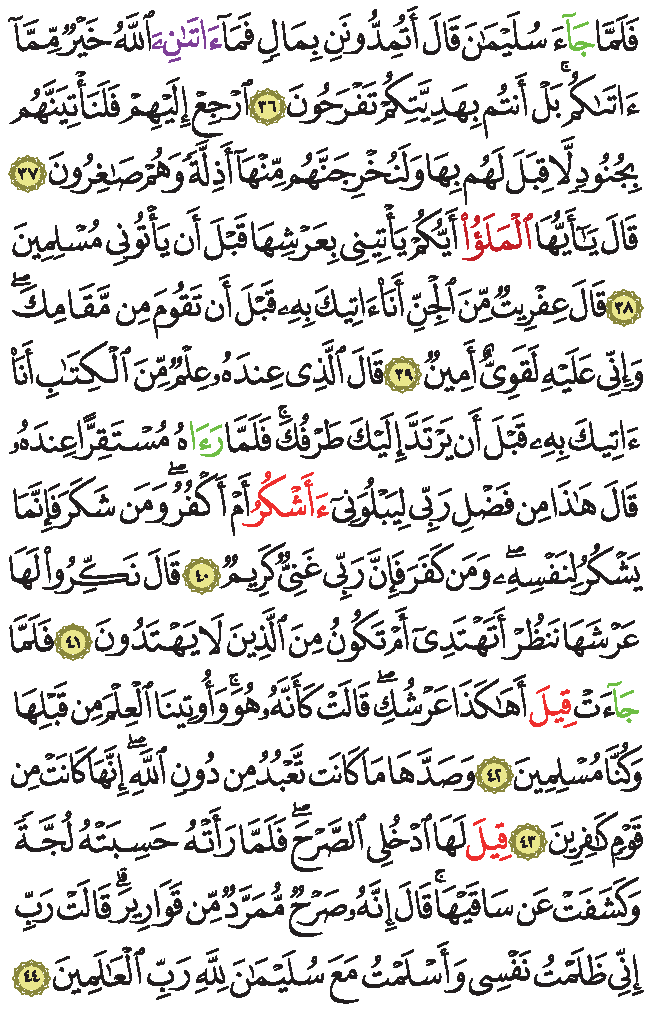 فَلَمَّا جَآءَ سُلَيْمَٰنَ قَالَ أَتُمِدُّونَنِ بِمَالٍ فَمَآ ءَاتَىٰنِۦَ ٱللَّهُ خَيْرٌ مِّمَّآ
ءَاتَىٰكُم ۚ بَلْ أَنتُم بِهَدِيَّتِكُمْ تَفْرَحُونَ ٣٦ ٱرْجِعْ إِلَيْهِمْ فَلَنَأْتِيَنَّهُم
بِجُنُودٍ لَّا قِبَلَ لَهُم بِهَا وَلَنُخْرِجَنَّهُم مِّنْهَآ أَذِلَّةً وَهُمْ صَٰغِرُونَ ٣٧
قَالَ يَٰٓأَيُّهَا ٱلْمَلَؤُا۟ أَيُّكُمْ يَأْتِينِى بِعَرْشِهَا قَبْلَ أَن يَأْتُونِى مُسْلِمِينَ
٣٨ قَالَ عِفْرِيتٌ مِّنَ ٱلْجِنِّ أَنَا۠ ءَاتِيكَ بِهِۦ قَبْلَ أَن تَقُومَ مِن مَّقَامِكَ ۖ
وَإِنِّى عَلَيْهِ لَقَوِىٌّ أَمِينٌ ٣٩ قَالَ ٱلَّذِى عِندَهُۥ عِلْمٌ مِّنَ ٱلْكِتَٰبِ أَنَا۠
ءَاتِيكَ بِهِۦ قَبْلَ أَن يَرْتَدَّ إِلَيْكَ طَرْفُكَ ۚ فَلَمَّا رَءَاهُ مُسْتَقِرًّا عِندَهُۥ
قَالَ هَٰذَا مِن فَضْلِ رَبِّى لِيَبْلُوَنِىٓ ءَأَشْكُرُ أَمْ أَكْفُرُ ۖ وَمَن شَكَرَ فَإِنَّمَا
يَشْكُرُ لِنَفْسِهِۦ ۖ وَمَن كَفَرَ فَإِنَّ رَبِّى غَنِىٌّ كَرِيمٌ ٤٠ قَالَ نَكِّرُوا۟ لَهَا
عَرْشَهَا نَنظُرْ أَتَهْتَدِىٓ أَمْ تَكُونُ مِنَ ٱلَّذِينَ لَا يَهْتَدُونَ ٤١ فَلَمَّا
جَآءَتْ قِيلَ أَهَٰكَذَا عَرْشُكِ ۖ قَالَتْ كَأَنَّهُۥ هُوَ ۚ وَأُوتِينَا ٱلْعِلْمَ مِن قَبْلِهَا
وَكُنَّا مُسْلِمِينَ ٤٢ وَصَدَّهَا مَا كَانَت تَّعْبُدُ مِن دُونِ ٱللَّهِ ۖ إِنَّهَا كَانَتْ مِن
قَوْمٍ كَٰفِرِينَ ٤٣ قِيلَ لَهَا ٱدْخُلِى ٱلصَّرْحَ ۖ فَلَمَّا رَأَتْهُ حَسِبَتْهُ لُجَّةً
وَكَشَفَتْ عَن سَاقَيْهَا ۚ قَالَ إِنَّهُۥ صَرْحٌ مُّمَرَّدٌ مِّن قَوَارِيرَ ۗ قَالَتْ رَبِّ
إِنِّى ظَلَمْتُ نَفْسِى وَأَسْلَمْتُ مَعَ سُلَيْمَٰنَ لِلَّهِ رَبِّ ٱلْعَٰلَمِينَ ٤٤